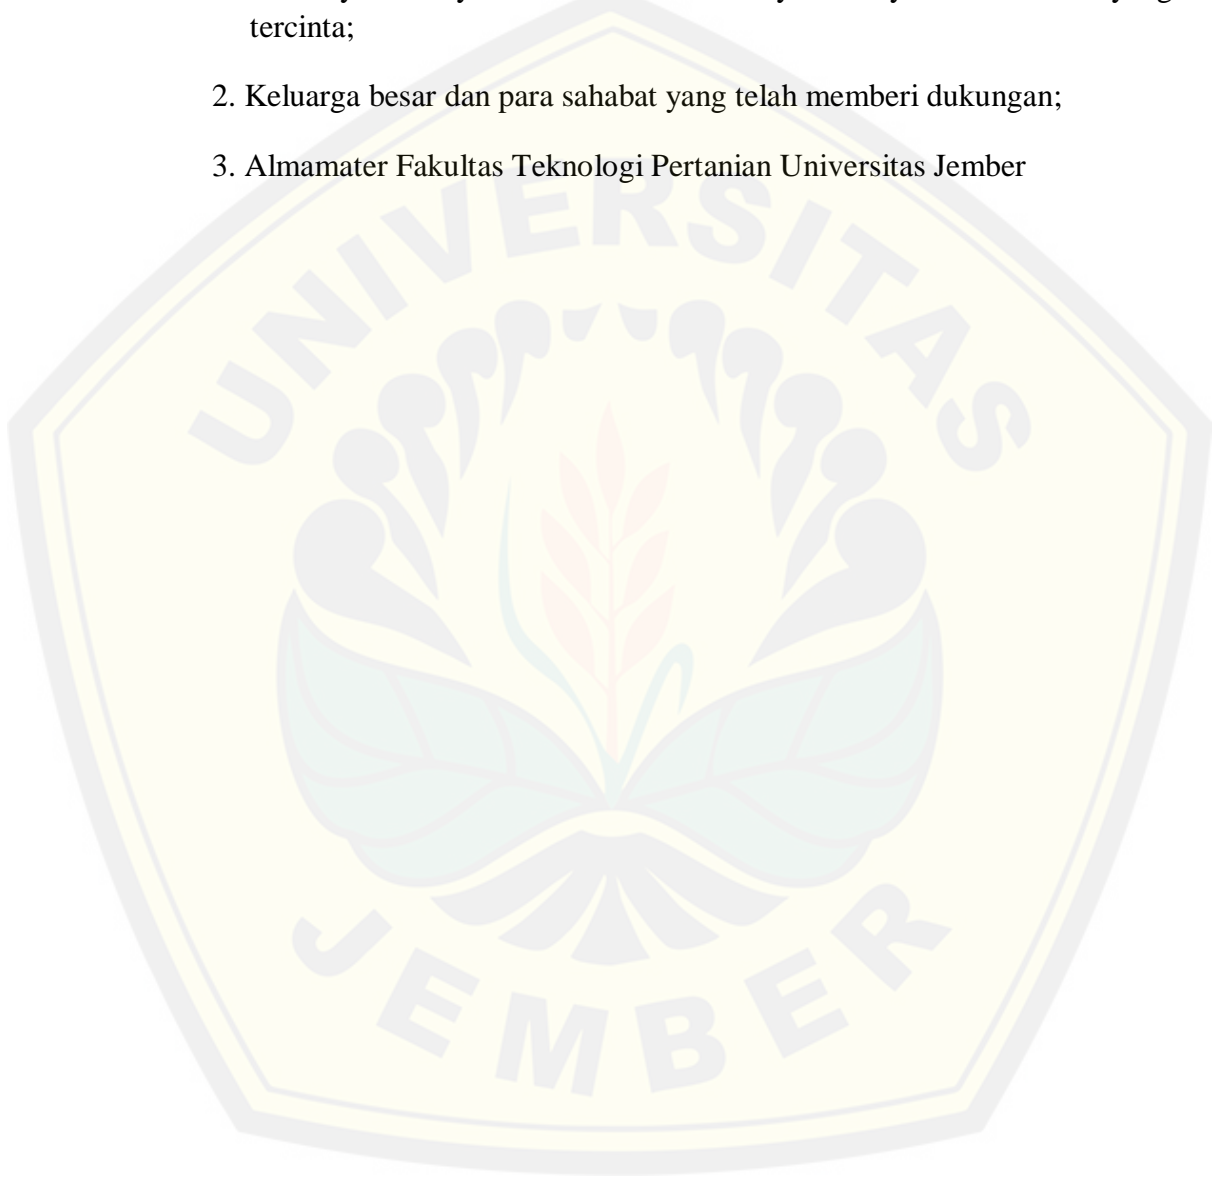 tercinta;
2. Keluarga besar dan para sahabat yang telah memberi dukungan;
3. Almamater Fakultas Teknologi Pertanian Universitas Jember
UNIVERSITAS
JEMBER